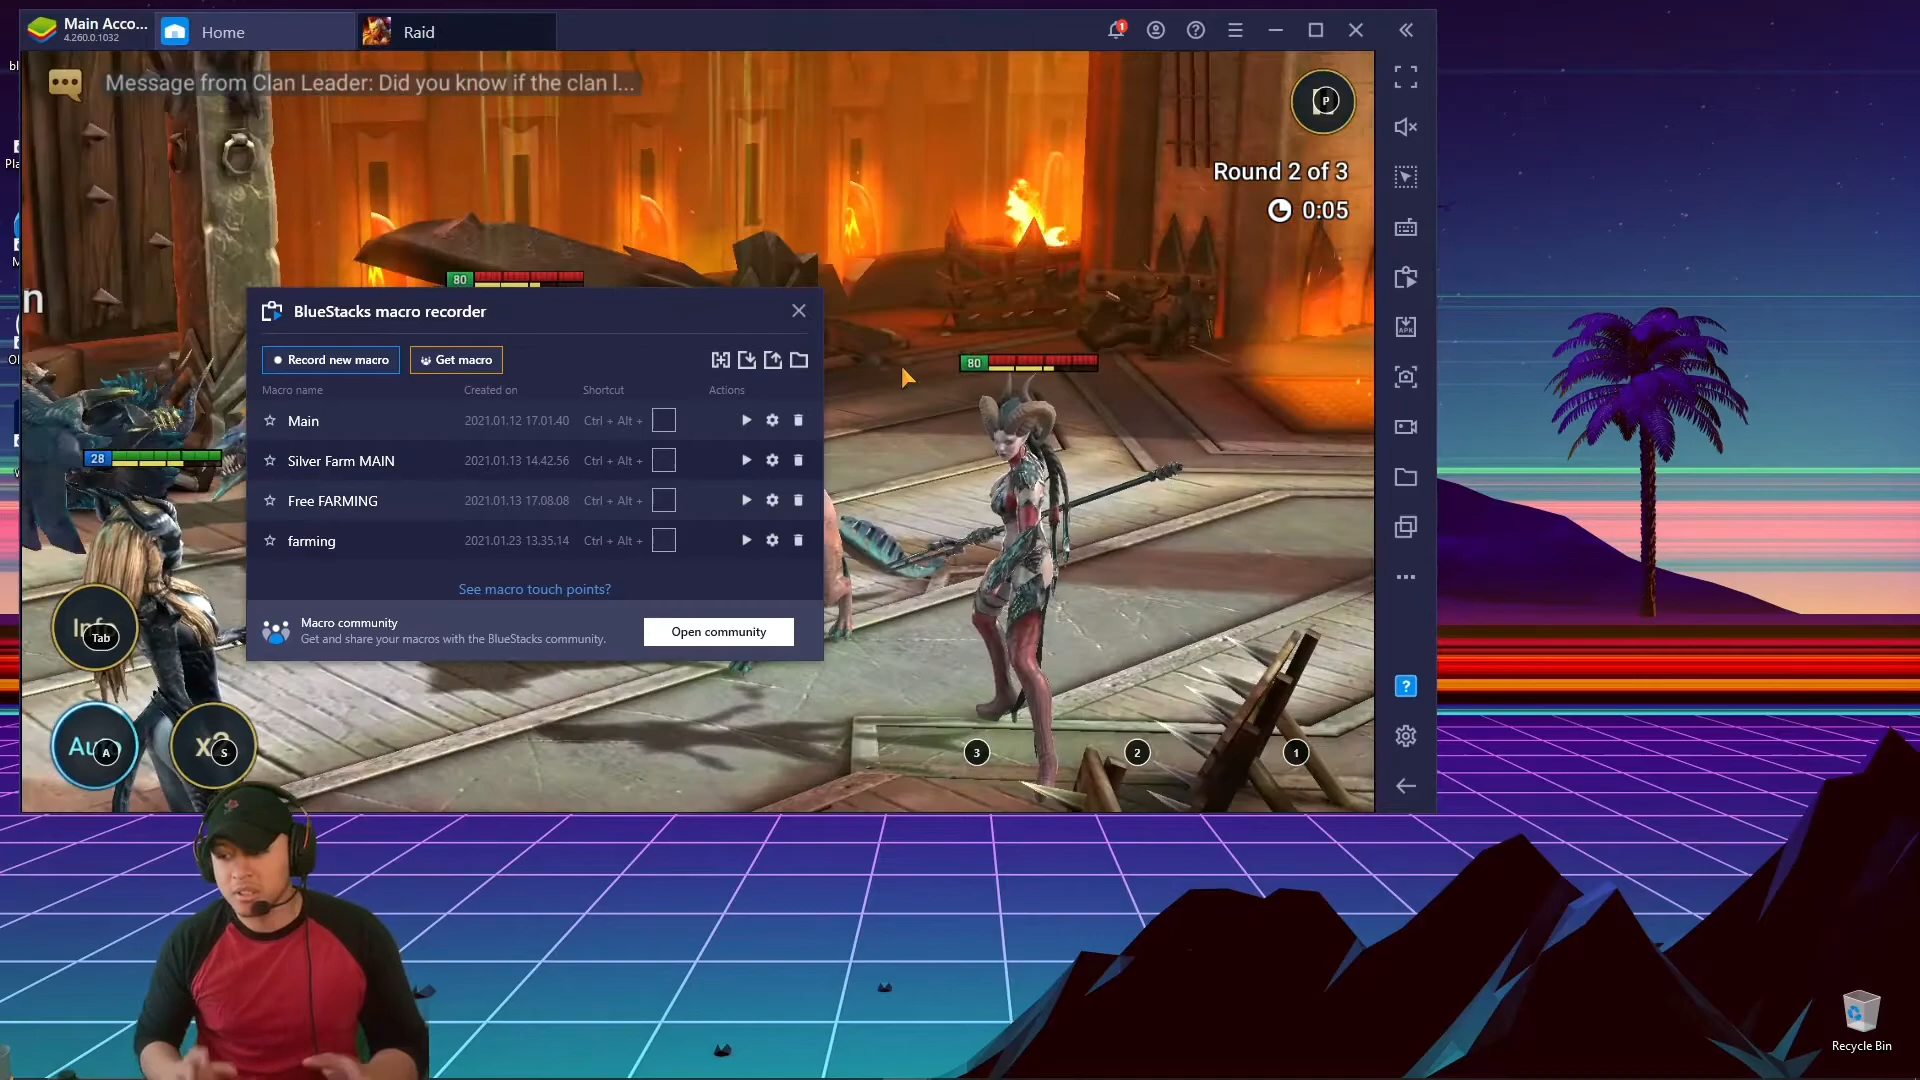 Main Acco...
4.260.0.1032
Home
Raid
1
Message from Clan Leader: Did you know if the clan l...
P
Round 2 of 3
0:05
80
80
28
n
BlueStacks macro recorder
Record new macro
Get macro
Macro name Created on Shortcut Actions
Main 2021.01.12 17.01.40 Ctrl + Alt +
Silver Farm MAIN 2021.01.13 14.42.56 Ctrl + Alt +
Free FARMING 2021.01.13 17.08.08 Ctrl + Alt +
farming 2021.01.23 13.35.14 Ctrl + Alt +
See macro touch points?
Macro community
Get and share your macros with the BlueStacks community.
Open community
Info
Tab
Auto
A
x2
S
3
2
1
APK
?
Recycle Bin